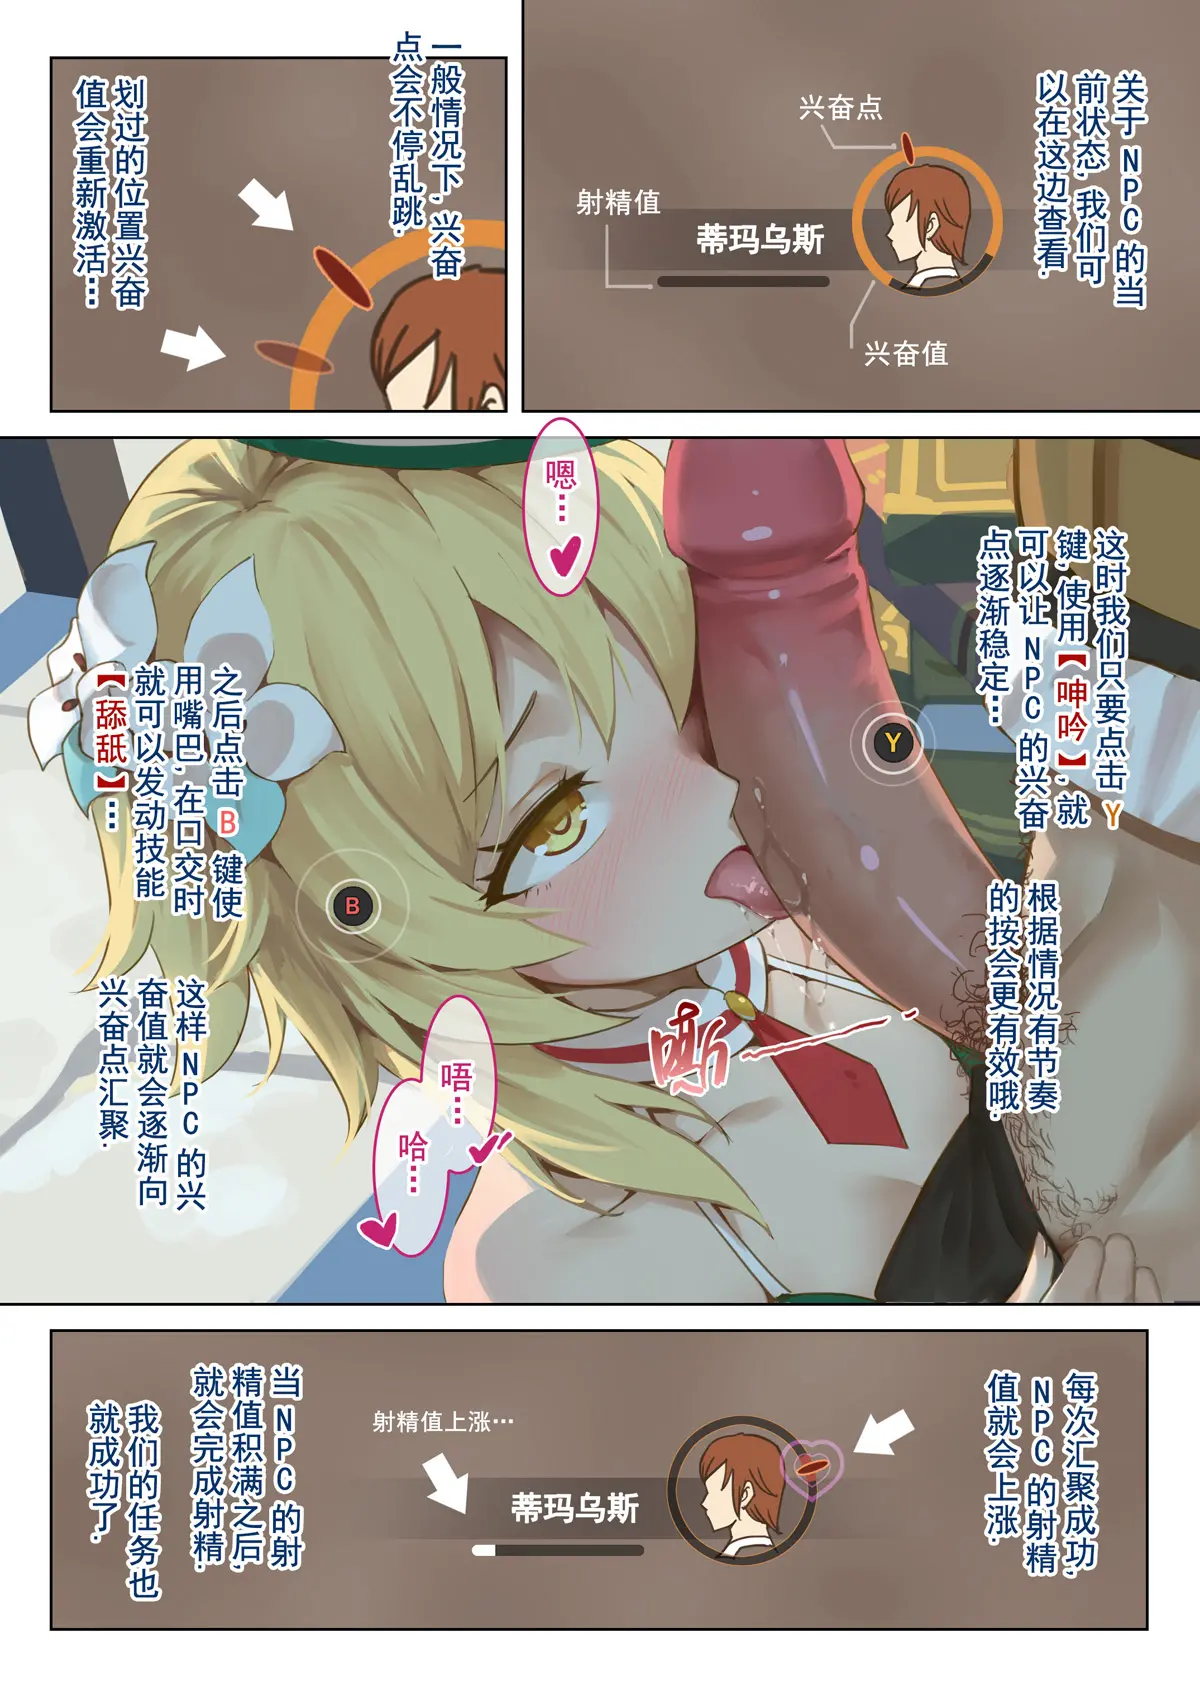 关于NPC的当
前状态,我们可
以在这边查看.
兴奋点
射精值
蒂玛乌斯
兴奋值
一般情况下,兴奋
点会不停乱跳.
划过的位置兴奋
值会重新激活…
这时我们只要点击Y
键,使用【呻吟】,就
可以让NPC的兴奋
点逐渐稳定…
根据情况有节奏
的按会更有效哦.
嗯…
Y
之后点击B键使
用嘴巴,在口交时
就可以发动技能
【舔舐】…
B
这样NPC的兴
奋值就会逐渐向
兴奋点汇聚.
嘶
唔…
哈…
每次汇聚成功,
NPC的射精
值就会上涨.
射精值上涨…
蒂玛乌斯
当NPC的射
精值积满之后,
就会完成射精.
我们的任务也
就成功了.